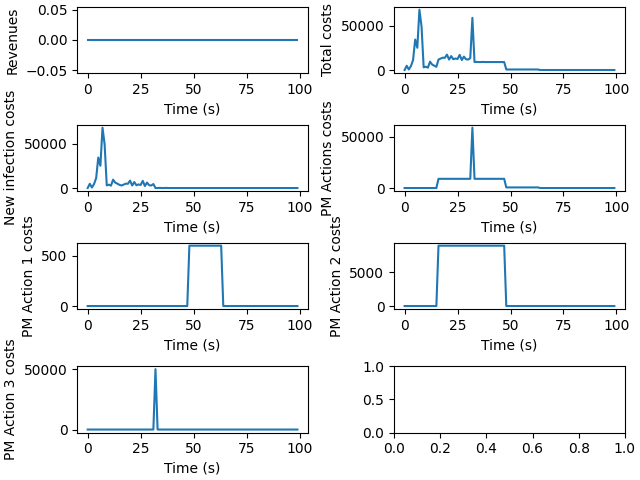 Revenues
0.05
0.00
−0.05
0 25 50 75 100
Time (s)
Total costs
50000
0
0 25 50 75 100
Time (s)
New infection costs
50000
0
0 25 50 75 100
Time (s)
PM Actions costs
50000
0
0 25 50 75 100
Time (s)
PM Action 1 costs
500
0
0 25 50 75 100
Time (s)
PM Action 2 costs
5000
0
0 25 50 75 100
Time (s)
PM Action 3 costs
50000
0
0 25 50 75 100
Time (s)
1.0
0.5
0.0
0.0 0.2 0.4 0.6 0.8 1.0